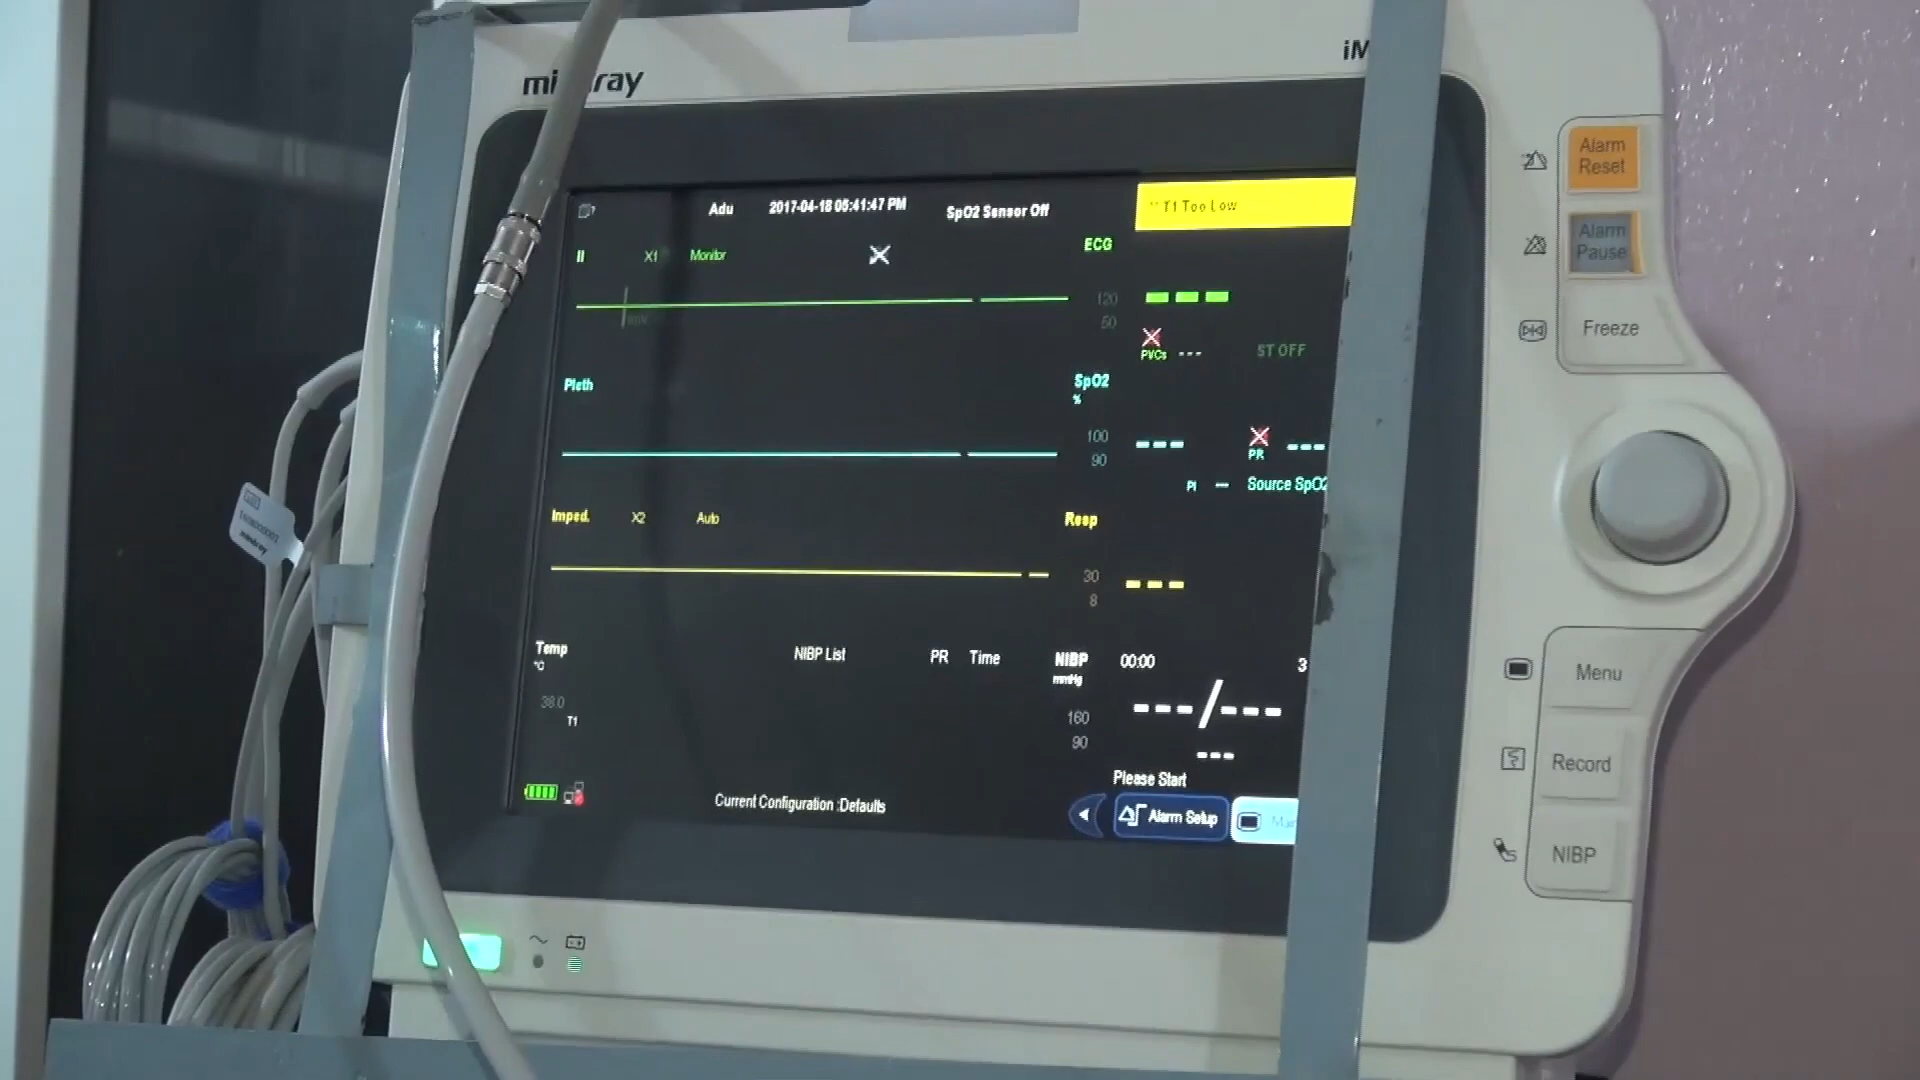 iM
Alarm
Reset
Adu 2017-04-18 05:41:47 PM SpO2 Sensor Off ** T1 Too Low
II X1 Monitor ECG
Alarm
Pause
120
50
PVCs --- ST OFF
Freeze
Pleth SpO2
%
100
90
--- PR ---
PI -- Source SpO2
Imped. X2 Auto Resp
30
8
---
Temp NIBP List PR Time NIBP 00:00 3
°C mmHg
Menu
38.0
T1
160
90
---/---
---
Record
Please Start
Current Configuration :Defaults Alarm Setup
NIBP
mindray